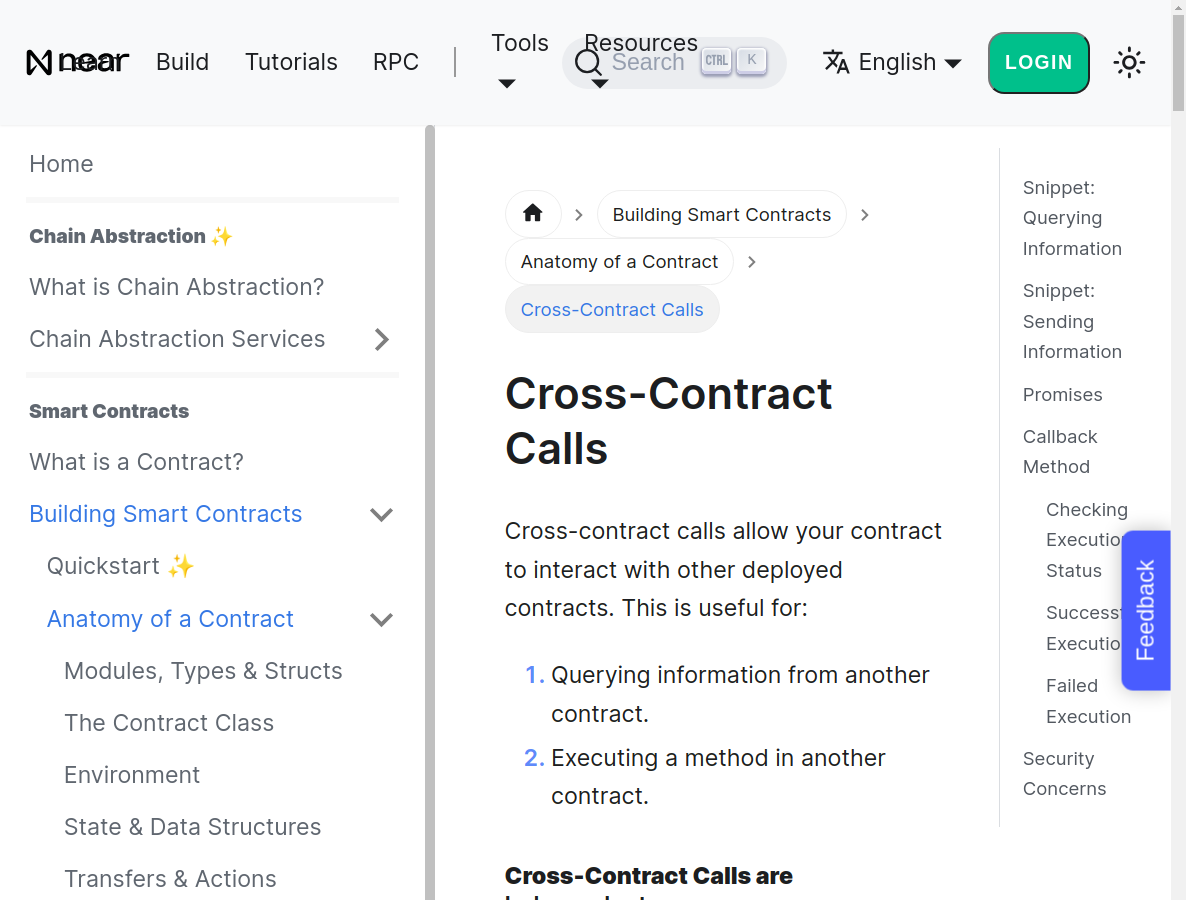 near
Learn
Build
Tutorials
RPC
Tools
Resources
Search
CTRL
K
English
LOGIN
Home
Chain Abstraction ✨
What is Chain Abstraction?
Chain Abstraction Services
Smart Contracts
What is a Contract?
Building Smart Contracts
Quickstart ✨
Anatomy of a Contract
Modules, Types & Structs
The Contract Class
Environment
State & Data Structures
Transfers & Actions
Building Smart Contracts
Anatomy of a Contract
Cross-Contract Calls
Cross-Contract
Calls
Cross-contract calls allow your contract
to interact with other deployed
contracts. This is useful for:
1. Querying information from another
contract.
2. Executing a method in another
contract.
Cross-Contract Calls are
Snippet:
Querying
Information
Snippet:
Sending
Information
Promises
Callback
Method
Checking
Executio
Status
Success
Executio
Failed
Execution
Security
Concerns
Feedback